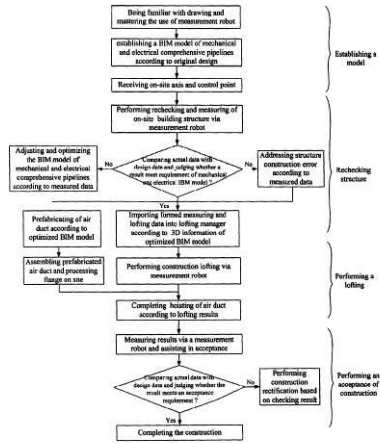 Being familiar with drawing and
mastering the use of measurement robot
establishing a BIM model of mechanical
and electrical comprehensive pipelines
according to original design
Establishing a
model
Receiving on-site axis and control point
Performing rechecking and measuring of
on-site building structure via
measurement robot
Adjusting and optimizing
the BIM model of
mechanical and electrical
comprehensive pipelines
according to measured data
No
Comparing actual data with
design data and judging whether a
result meet requirement of mechanical
and electrical IBM model ?
No
Addressing structure
construction error
according to
measured data
Rechecking
structure
Yes
Prefabricating of air
duct according to
optimized BIM model
Importing formed measuring and
lofting data into lofting manager
according to 3D information of
optimized BIM model
Assembling prefabricated
air duct and processing
flange on sne
Performing construction lofting via
measurement robot
Performing a
lofting
Completing hoisting of air duct
according to lofting results
Measuring results via a measurement
robot and assisting in acceptance
Comparing actual data with
design data and judging whether the
result meets an acceptance
requirement ?
No
Performing
construction
rectification based
on checking result
Performing an
acceptance of
construction
Yes
Completing the construction